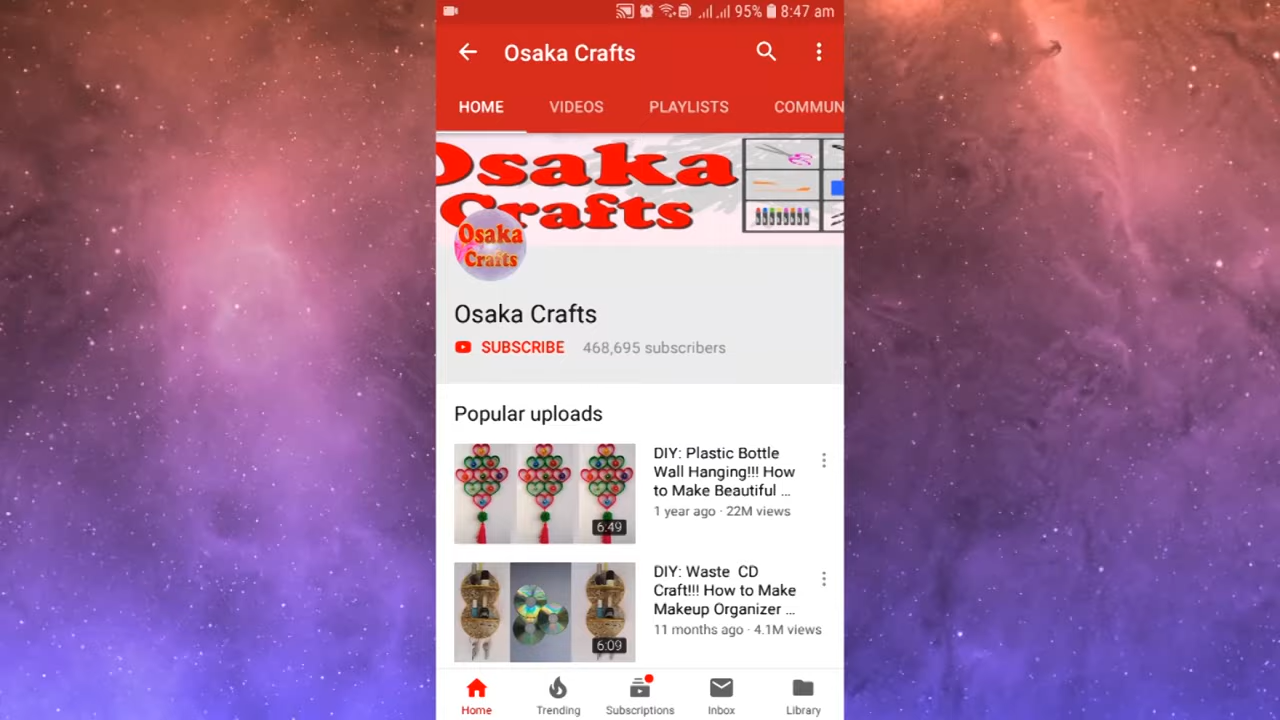 95% 8:47 am
Osaka Crafts
HOME VIDEOS PLAYLISTS COMMUN
Osaka
Crafts
Osaka
Crafts
Osaka Crafts
SUBSCRIBE 468,695 subscribers
Popular uploads
DIY: Plastic Bottle
Wall Hanging!!! How
to Make Beautiful ...
1 year ago · 22M views
6:49
DIY: Waste CD
Craft!!! How to Make
Makeup Organizer ...
11 months ago · 4.1M views
6:09
Home Trending Subscriptions Inbox Library